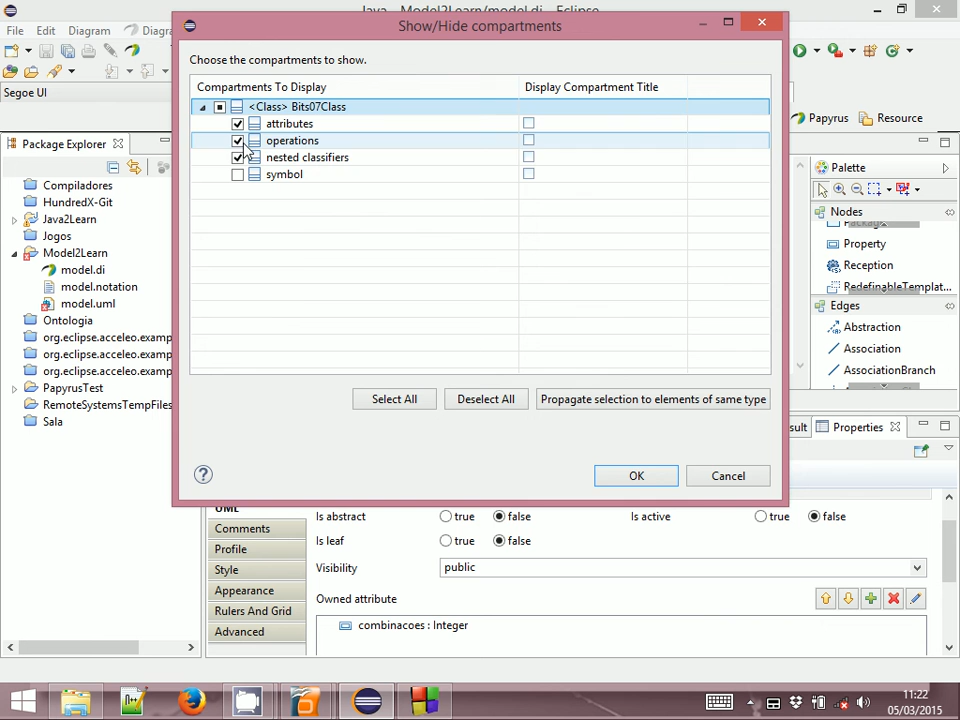 Java - Model2Learn/model.di - Eclipse
File Edit Diagram Diagra
Segoe UI
Papyrus Resource
Show/Hide compartments
Choose the compartments to show.
Compartments To Display Display Compartment Title
<Class> Bits07Class
attributes
operations
nested classifiers
symbol
Select All Deselect All Propagate selection to elements of same type
OK Cancel
Package Explorer
Compiladores
HundredX-Git
Java2Learn
Jogos
Model2Learn
model.di
model.notation
model.uml
Ontologia
org.eclipse.acceleo.examp
org.eclipse.acceleo.examp
org.eclipse.acceleo.examp
PapyrusTest
RemoteSystemsTempFiles
Sala
Palette
Nodes
Property
Reception
RedefinableTemplat...
Edges
Abstraction
Association
AssociationBranch
sult Properties
UML
Comments
Profile
Style
Appearance
Rulers And Grid
Advanced
Is abstract true false Is active true false
Is leaf true false
Visibility public
Owned attribute
combinacoes : Integer
11:22
05/03/2015